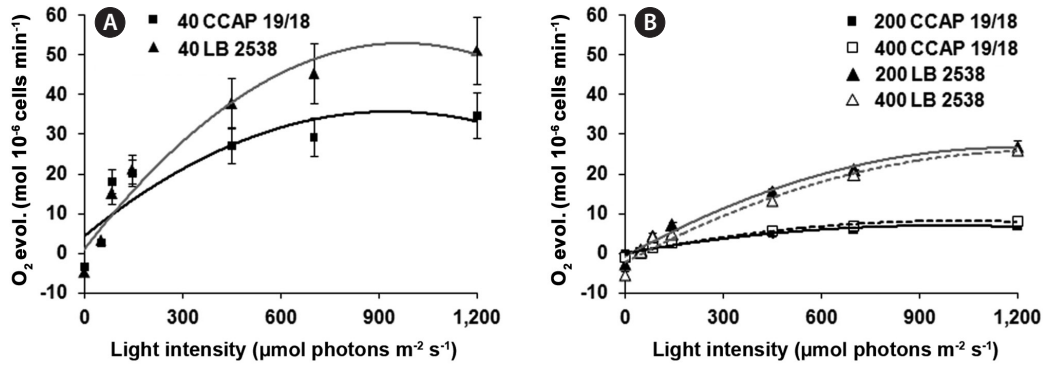 A
40 CCAP 19/18
40 LB 2538
O2 evol. (mol 10-6 cells min-1)
60
50
40
30
20
10
0
-10
0 300 600 900 1,200
Light intensity (µmol photons m-2 s-1)
B
200 CCAP 19/18
400 CCAP 19/18
200 LB 2538
400 LB 2538
O2 evol. (mol 10-6 cells min-1)
60
50
40
30
20
10
0
-10
0 300 600 900 1,200
Light intensity (µmol photons m-2 s-1)